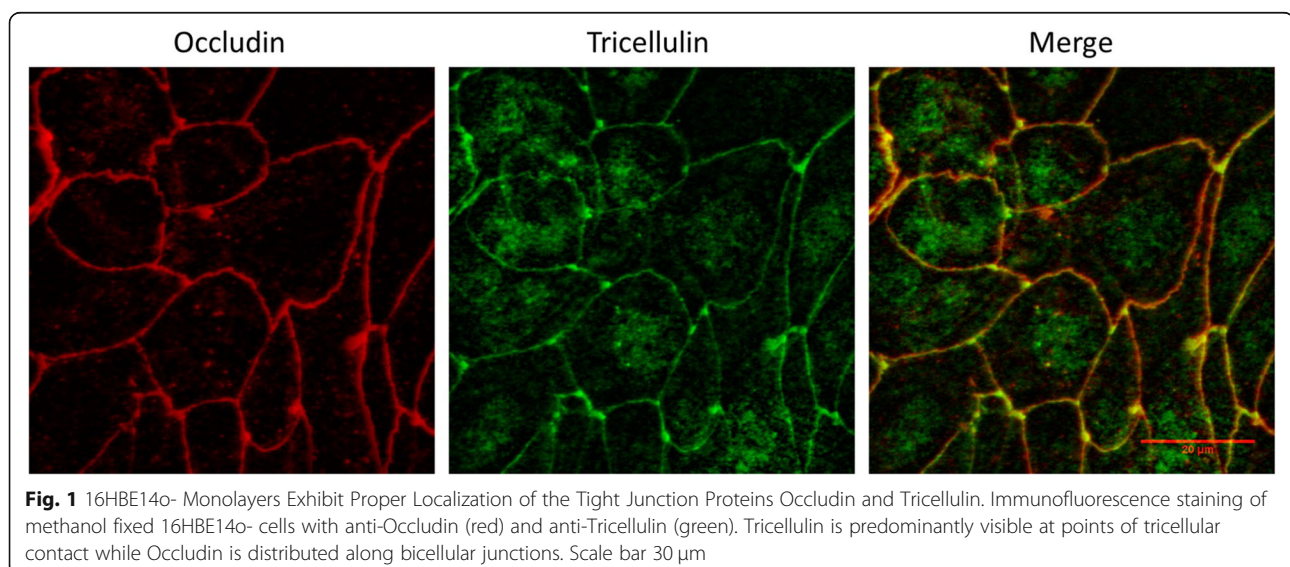 Occludin Tricellulin Merge
20 μm
Fig. 1 16HBE14o- Monolayers Exhibit Proper Localization of the Tight Junction Proteins Occludin and Tricellulin. Immunofluorescence staining of
methanol fixed 16HBE14o- cells with anti-Occludin (red) and anti-Tricellulin (green). Tricellulin is predominantly visible at points of tricellular
contact while Occludin is distributed along bicellular junctions. Scale bar 30 μm